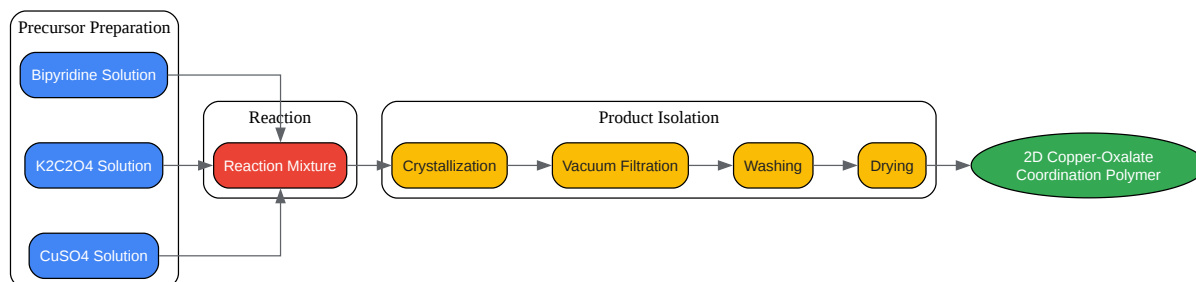 Precursor Preparation
Bipyridine Solution
K2C2O4 Solution
CuSO4 Solution
Reaction
Reaction Mixture
Product Isolation
Crystallization
Vacuum Filtration
Washing
Drying
2D Copper-Oxalate
Coordination Polymer